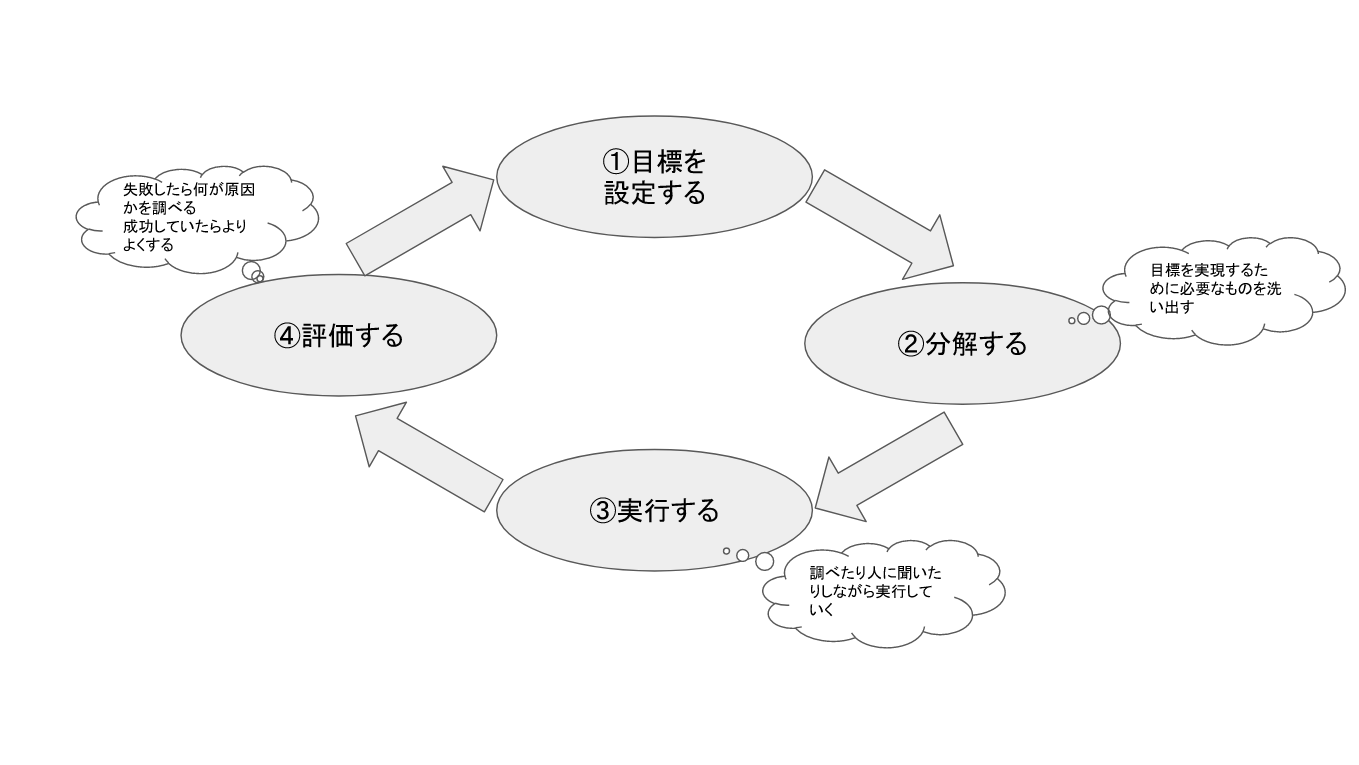 ①目標を
設定する
②分解する
目標を実現するた
めに必要なものを洗
い出す
③実行する
調べたり人に聞いた
りしながら実行して
いく
④評価する
失敗したら何が原因
かを調べる
成功していたらより
よくする